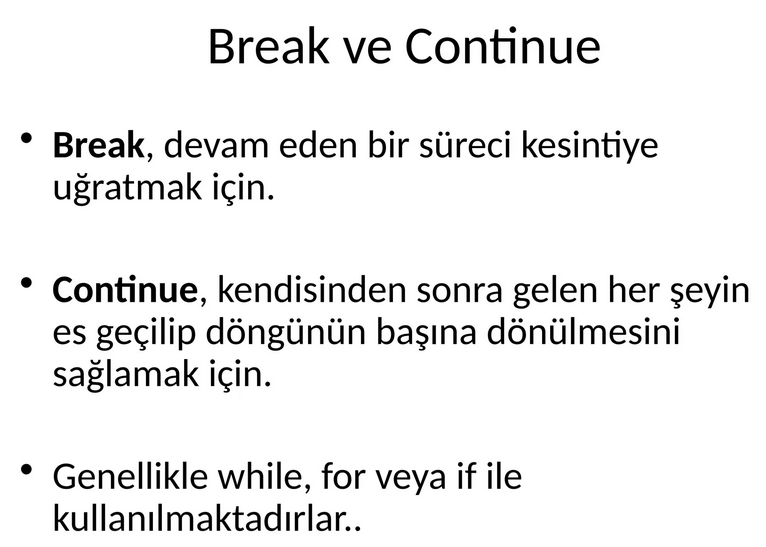 Break ve Continue
• Break, devam eden bir süreci kesintiye
uğratmak için.
• Continue, kendisinden sonra gelen her şeyin
es geçilip döngünün başına dönülmesini
sağlamak için.
• Genellikle while, for veya if ile
kullanılmaktadırlar..